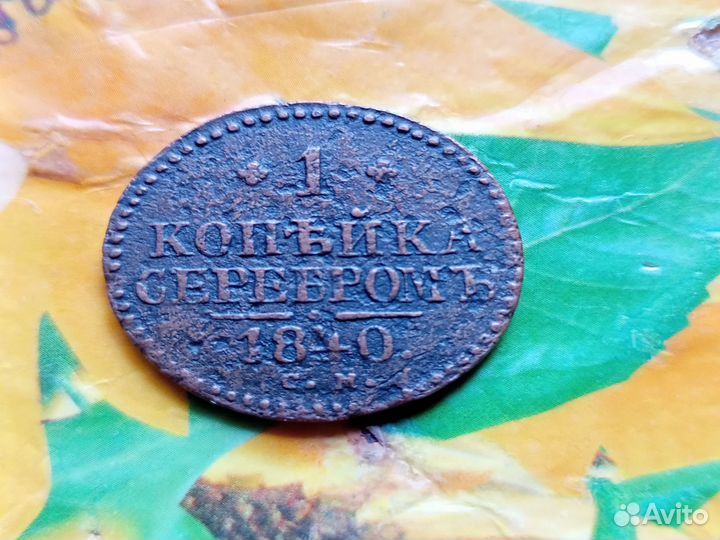 1
КОПѢЙКА
СЕРЕБРОМЪ
1840.
С. М.
Avito